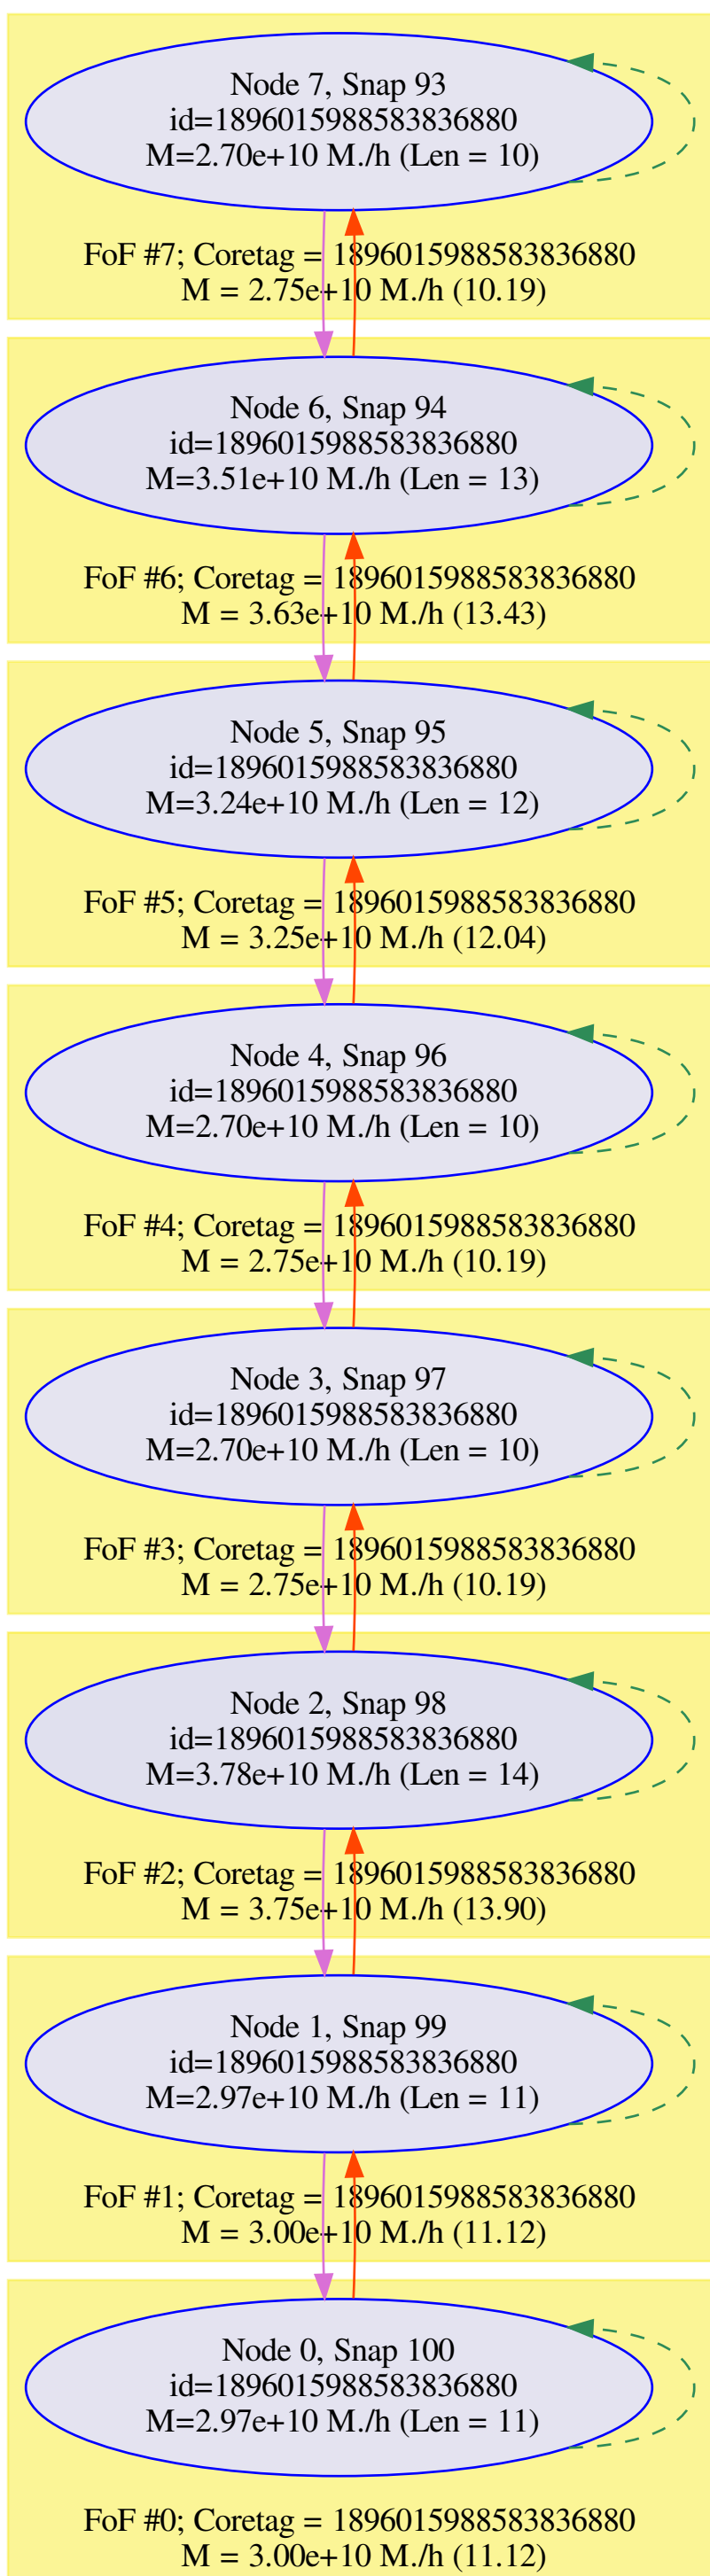 Node 7, Snap 93
id=1896015988583836880
M=2.70e+10 M./h (Len = 10)
FoF #7; Coretag = 1896015988583836880
M = 2.75e+10 M./h (10.19)
Node 6, Snap 94
id=1896015988583836880
M=3.51e+10 M./h (Len = 13)
FoF #6; Coretag = 1896015988583836880
M = 3.63e+10 M./h (13.43)
Node 5, Snap 95
id=1896015988583836880
M=3.24e+10 M./h (Len = 12)
FoF #5; Coretag = 1896015988583836880
M = 3.25e+10 M./h (12.04)
Node 4, Snap 96
id=1896015988583836880
M=2.70e+10 M./h (Len = 10)
FoF #4; Coretag = 1896015988583836880
M = 2.75e+10 M./h (10.19)
Node 3, Snap 97
id=1896015988583836880
M=2.70e+10 M./h (Len = 10)
FoF #3; Coretag = 1896015988583836880
M = 2.75e+10 M./h (10.19)
Node 2, Snap 98
id=1896015988583836880
M=3.78e+10 M./h (Len = 14)
FoF #2; Coretag = 1896015988583836880
M = 3.75e+10 M./h (13.90)
Node 1, Snap 99
id=1896015988583836880
M=2.97e+10 M./h (Len = 11)
FoF #1; Coretag = 1896015988583836880
M = 3.00e+10 M./h (11.12)
Node 0, Snap 100
id=1896015988583836880
M=2.97e+10 M./h (Len = 11)
FoF #0; Coretag = 1896015988583836880
M = 3.00e+10 M./h (11.12)